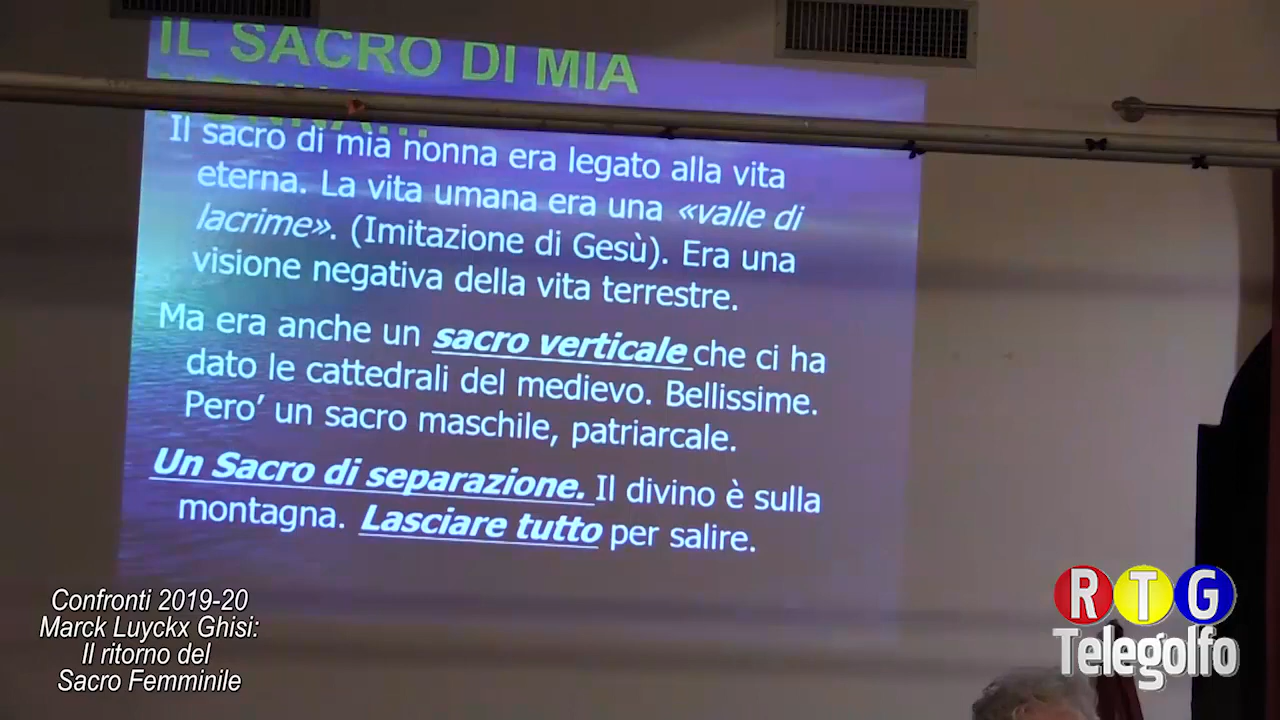 IL SACRO DI MIA
NONNA...
Il sacro di mia nonna era legato alla vita
eterna. La vita umana era una «valle di
lacrime». (Imitazione di Gesù). Era una
visione negativa della vita terrestre.
Ma era anche un sacro verticale che ci ha
dato le cattedrali del medievo. Bellissime.
Pero’ un sacro maschile, patriarcale.
Un Sacro di separazione. Il divino è sulla
montagna. Lasciare tutto per salire.
Confronti 2019-20
Marck Luyckx Ghisi:
Il ritorno del
Sacro Femminile
RTG
Telegolfo